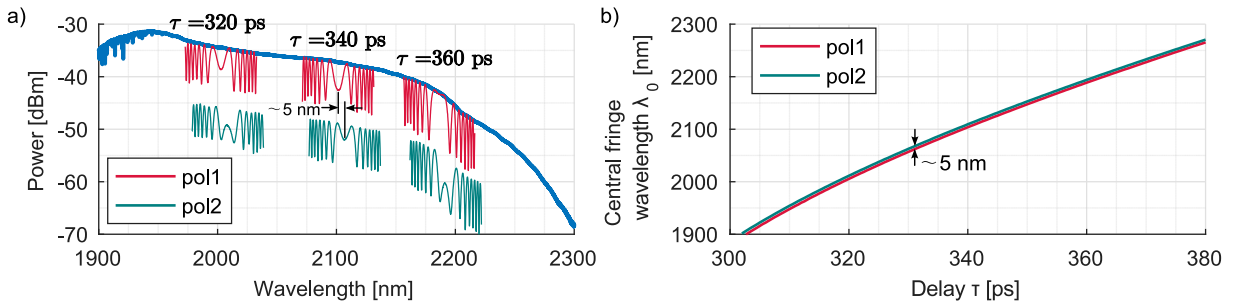 a)
τ =320 ps
τ =340 ps
τ =360 ps
~5 nm
Power [dBm]
-30
-40
-50
-60
-70
pol1
pol2
1900
2000
2100
2200
2300
Wavelength [nm]
b)
Central fringe
wavelength λ0 [nm]
2300
2200
2100
2000
1900
pol1
pol2
~5 nm
300
320
340
360
380
Delay τ [ps]